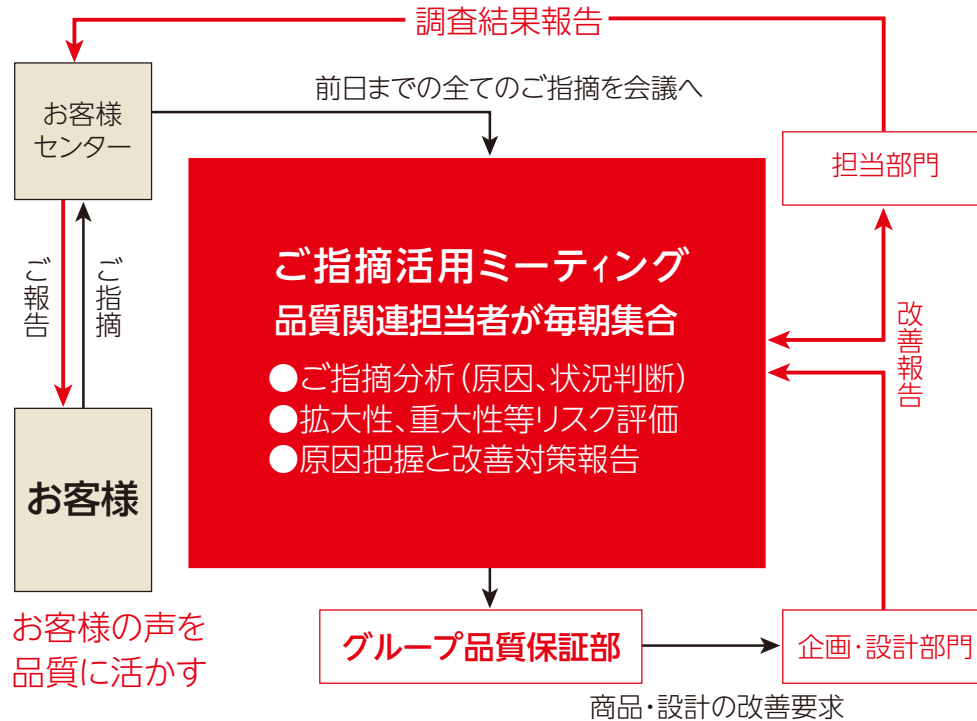 調査結果報告
お客様
センター
前日までの全てのご指摘を会議へ
担当部門
ご報告
ご指摘
ご指摘活用ミーティング
品質関連担当者が毎朝集合
●ご指摘分析(原因、状況判断)
●拡大性、重大性等リスク評価
●原因把握と改善対策報告
改善報告
お客様
お客様の声を
品質に活かす
グループ品質保証部
企画・設計部門
商品・設計の改善要求